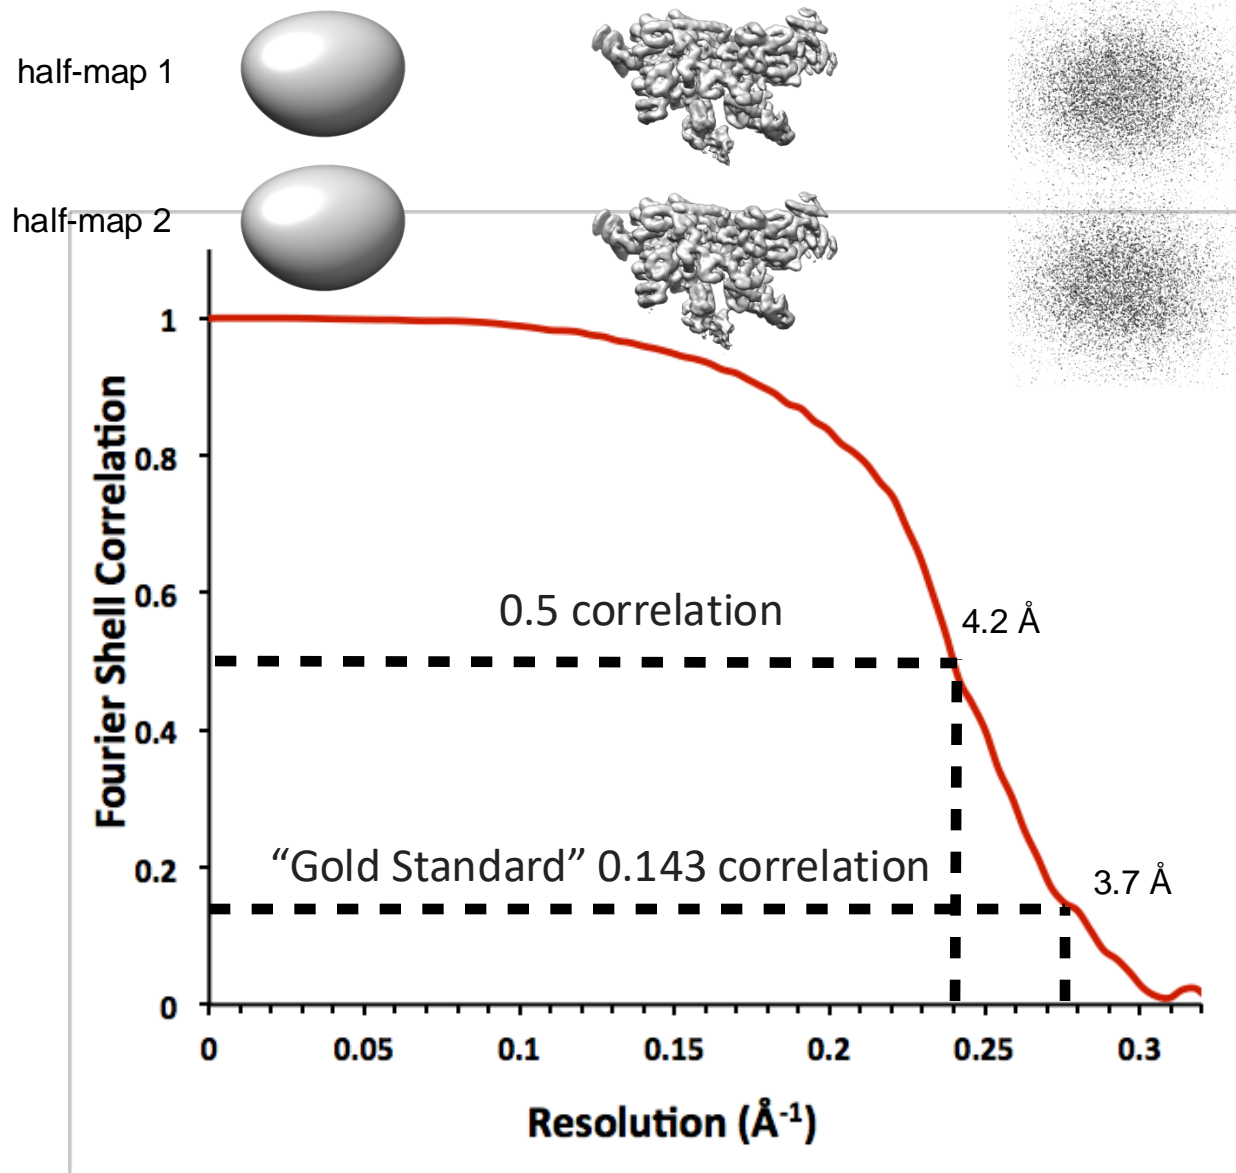 half-map 1
half-map 2
1
0.8
0.6
0.4
0.2
0
Fourier Shell Correlation
0.5 correlation
4.2 Å
“Gold Standard” 0.143 correlation
3.7 Å
0 0.05 0.1 0.15 0.2 0.25 0.3
Resolution (Å-1)